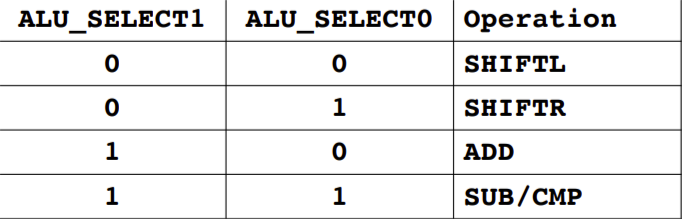 ALU_SELECT1 ALU_SELECT0 Operation
0 0 SHIFTL
0 1 SHIFTR
1 0 ADD
1 1 SUB/CMP